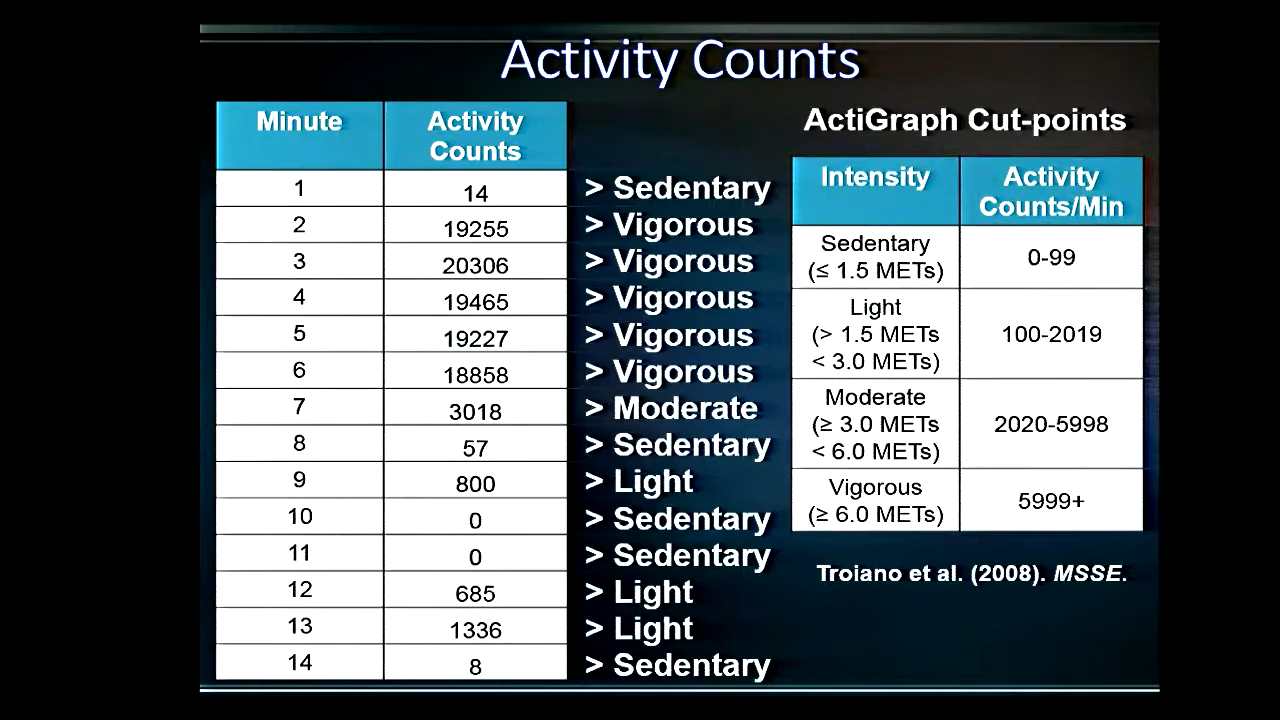 Activity Counts
Minute Activity Counts
1 14 > Sedentary
2 19255 > Vigorous
3 20306 > Vigorous
4 19465 > Vigorous
5 19227 > Vigorous
6 18858 > Vigorous
7 3018 > Moderate
8 57 > Sedentary
9 800 > Light
10 0 > Sedentary
11 0 > Sedentary
12 685 > Light
13 1336 > Light
14 8 > Sedentary
ActiGraph Cut-points
Intensity Activity Counts/Min
Sedentary
(≤ 1.5 METs) 0-99
Light
(> 1.5 METs
< 3.0 METs) 100-2019
Moderate
(≥ 3.0 METs
< 6.0 METs) 2020-5998
Vigorous
(≥ 6.0 METs) 5999+
Troiano et al. (2008). MSSE.